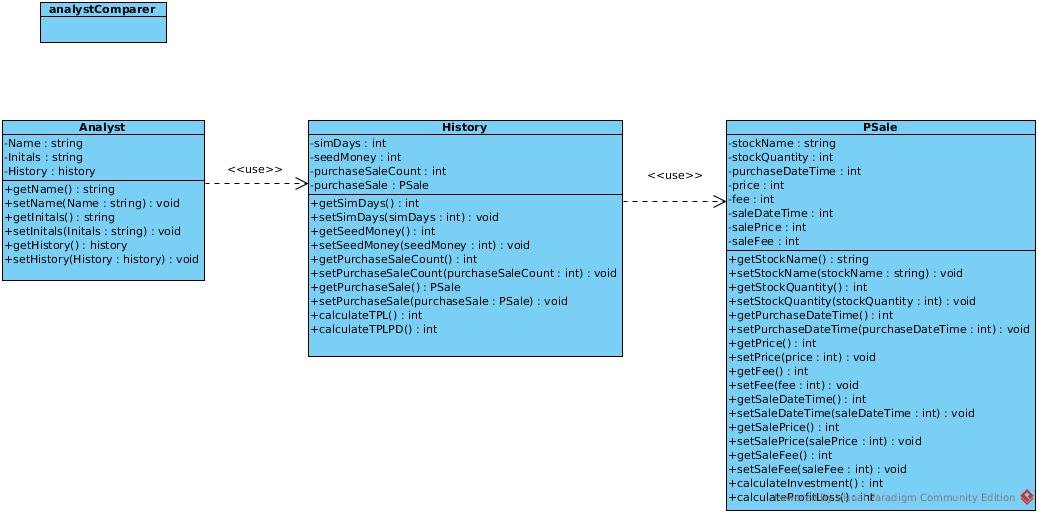 analystComparer
Analyst
-Name : string
-Initals : string
-History : history
+getName() : string
+setName(Name : string) : void
+getInitals() : string
+setInitals(Initals : string) : void
+getHistory() : history
+setHistory(History : history) : void
<<use>>
History
-simDays : int
-seedMoney : int
-purchaseSaleCount : int
-purchaseSale : PSale
+getSimDays() : int
+setSimDays(simDays : int) : void
+getSeedMoney() : int
+setSeedMoney(seedMoney : int) : void
+getPurchaseSaleCount() : int
+setPurchaseSaleCount(purchaseSaleCount : int) : void
+getPurchaseSale() : PSale
+setPurchaseSale(purchaseSale : PSale) : void
+calculateTPL() : int
+calculateTPLPD() : int
<<use>>
PSale
-stockName : string
-stockQuantity : int
-purchaseDateTime : int
-price : int
-fee : int
-saleDateTime : int
-salePrice : int
-saleFee : int
+getStockName() : string
+setStockName(stockName : string) : void
+getStockQuantity() : int
+setStockQuantity(stockQuantity : int) : void
+getPurchaseDateTime() : int
+setPurchaseDateTime(purchaseDateTime : int) : void
+getPrice() : int
+setPrice(price : int) : void
+getFee() : int
+setFee(fee : int) : void
+getSaleDateTime() : int
+setSaleDateTime(saleDateTime : int) : void
+getSalePrice() : int
+setSalePrice(salePrice : int) : void
+getSaleFee() : int
+setSaleFee(saleFee : int) : void
+calculateInvestment() : int
+calculateProfitLoss() : int
Powered By Visual Paradigm Community Edition